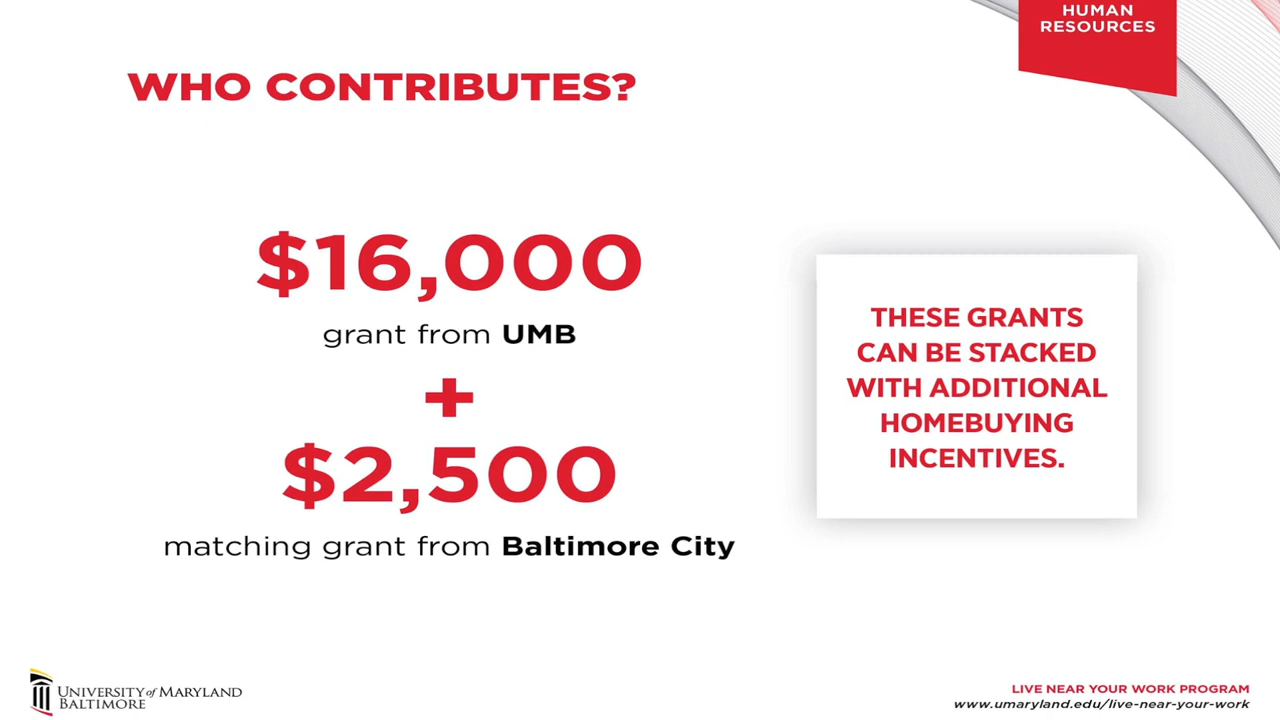 HUMAN
RESOURCES
WHO CONTRIBUTES?
$16,000
grant from UMB
+
$2,500
matching grant from Baltimore City
THESE GRANTS
CAN BE STACKED
WITH ADDITIONAL
HOMEBUYING
INCENTIVES.
UNIVERSITY of MARYLAND
BALTIMORE
LIVE NEAR YOUR WORK PROGRAM
www.umaryland.edu/live-near-your-work